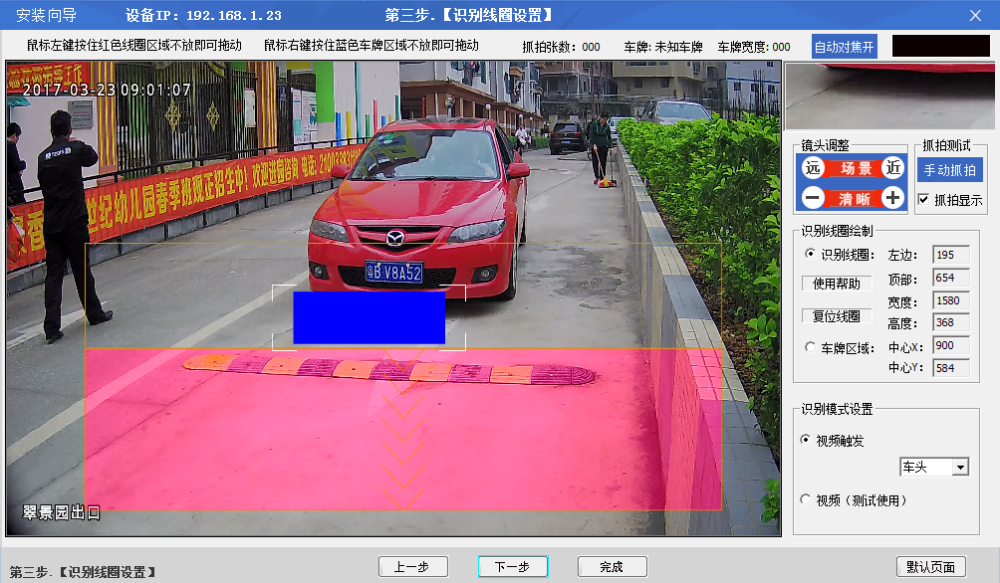 安装向导
设备IP: 192.168.1.23
第三步.【识别线圈设置】
鼠标左键按住红色线圈区域不放即可拖动
鼠标右键按住蓝色车牌区域不放即可拖动
抓拍张数: 000
车牌: 未知车牌
车牌宽度: 000
自动对焦开
2017-03-23 09:01:07
世纪幼儿园春季班现正招生中! 欢迎进园咨询
粤B V8A52
翠景园出口
镜头调整
远 场景 近
清晰
抓拍测试
手动抓拍
抓拍显示
识别线圈绘制
识别线圈:
左边: 195
使用帮助
顶部: 654
宽度: 1580
复位线圈
高度: 368
车牌区域:
中心X: 900
中心Y: 584
识别模式设置
视频触发
车头
视频(测试使用)
第三步.【识别线圈设置】
上一步
下一步
完成
默认页面